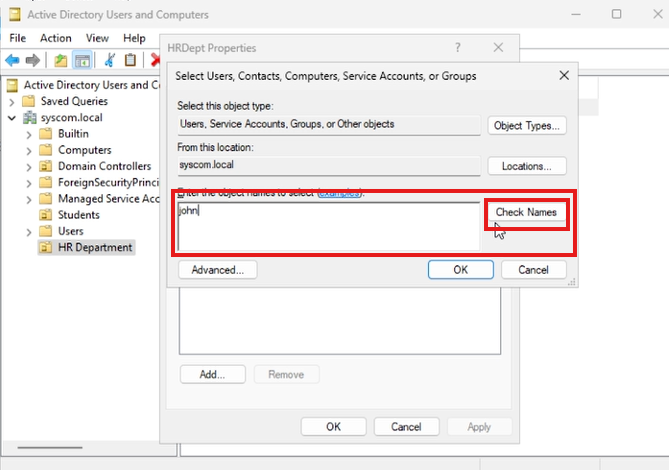 Active Directory Users and Computers
File Action View Help
Active Directory Users and Co
Saved Queries
syscom.local
Builtin
Computers
Domain Controllers
ForeignSecurityPrinci
Managed Service Acc
Students
Users
HR Department
HRDept Properties
?
Select Users, Contacts, Computers, Service Accounts, or Groups
Select this object type:
Users, Service Accounts, Groups, or Other objects
Object Types...
From this location:
syscom.local
Locations...
Enter the object names to select (examples):
john
Check Names
Advanced...
OK
Cancel
Add...
Remove
OK
Cancel
Apply